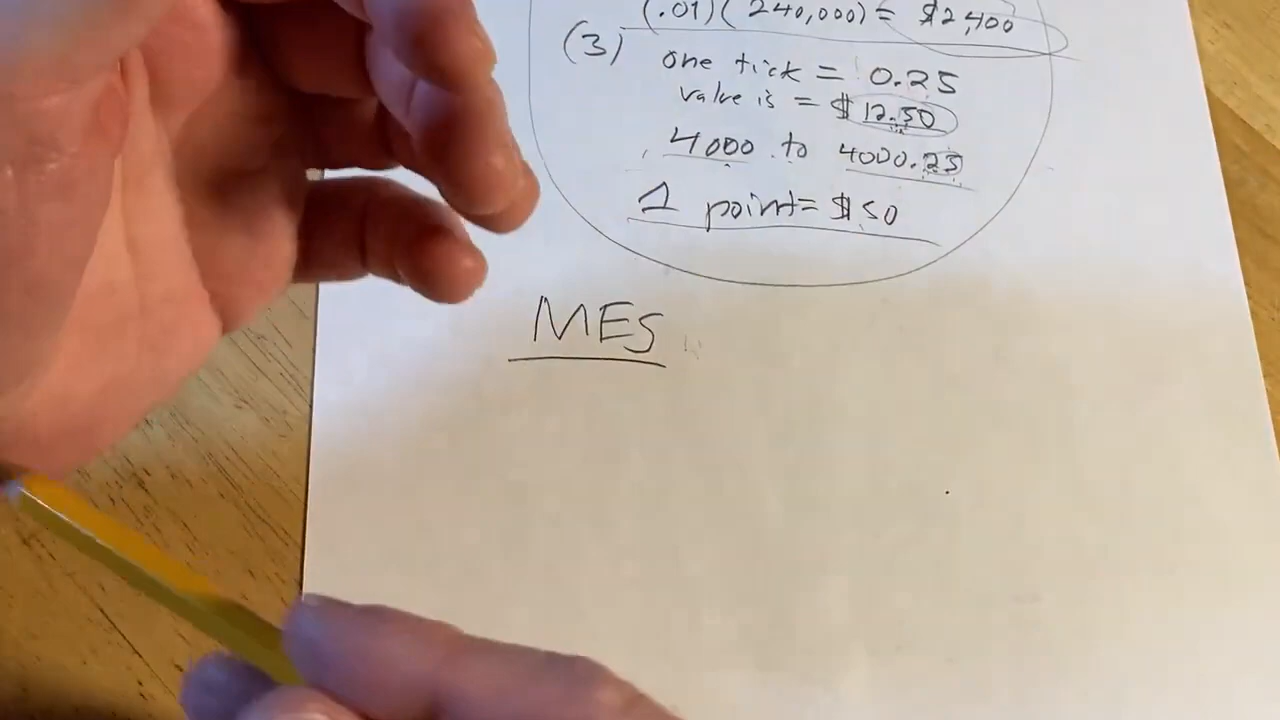 (.01)(240,000) = $2,400
(3) one tick = 0.25
value is = $12.50
4000 to 4000.25
1 point = $50
MES